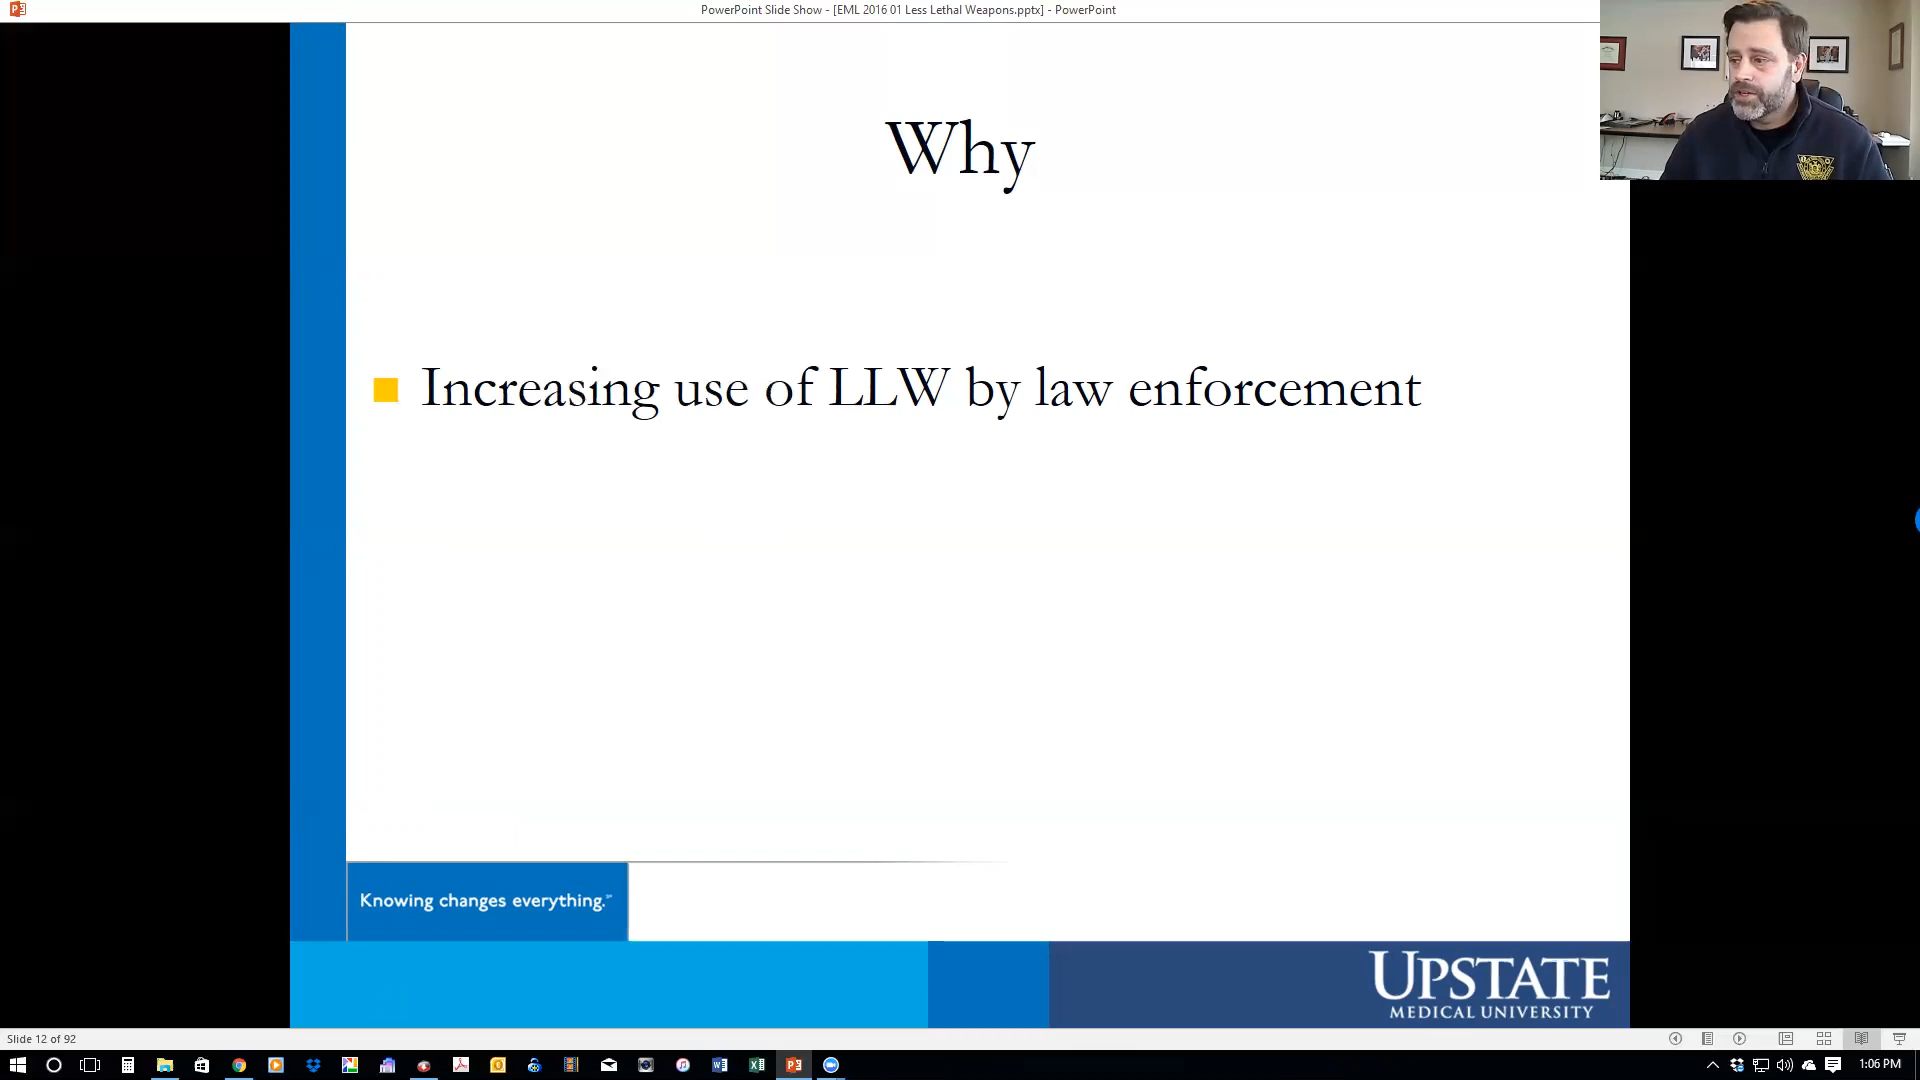 PowerPoint Slide Show - [EML 2016 01 Less Lethal Weapons.pptx] - PowerPoint
Why
Increasing use of LLW by law enforcement
Knowing changes everything.℠
UPSTATE
MEDICAL UNIVERSITY
Slide 12 of 92
1:06 PM